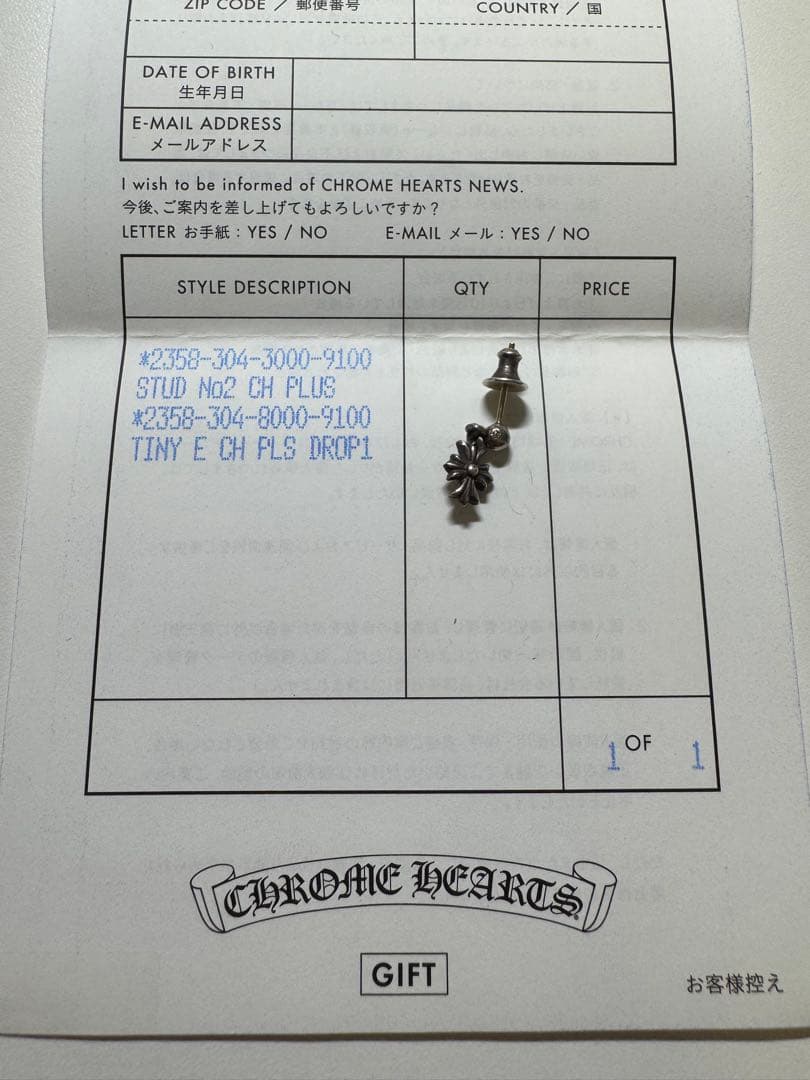 ZIP CODE / 郵便番号
COUNTRY / 国
DATE OF BIRTH
生年月日
E-MAIL ADDRESS
メールアドレス
I wish to be informed of CHROME HEARTS NEWS.
今後、ご案内を差し上げてもよろしいですか？
LETTER お手紙：YES / NO E-MAIL メール：YES / NO
STYLE DESCRIPTION QTY PRICE
*2358-304-3000-9100
STUD No2 CH PLUS
*2358-304-8000-9100
TINY E CH PLS DROP1
1 OF 1
CHROME HEARTS
GIFT
お客様控え